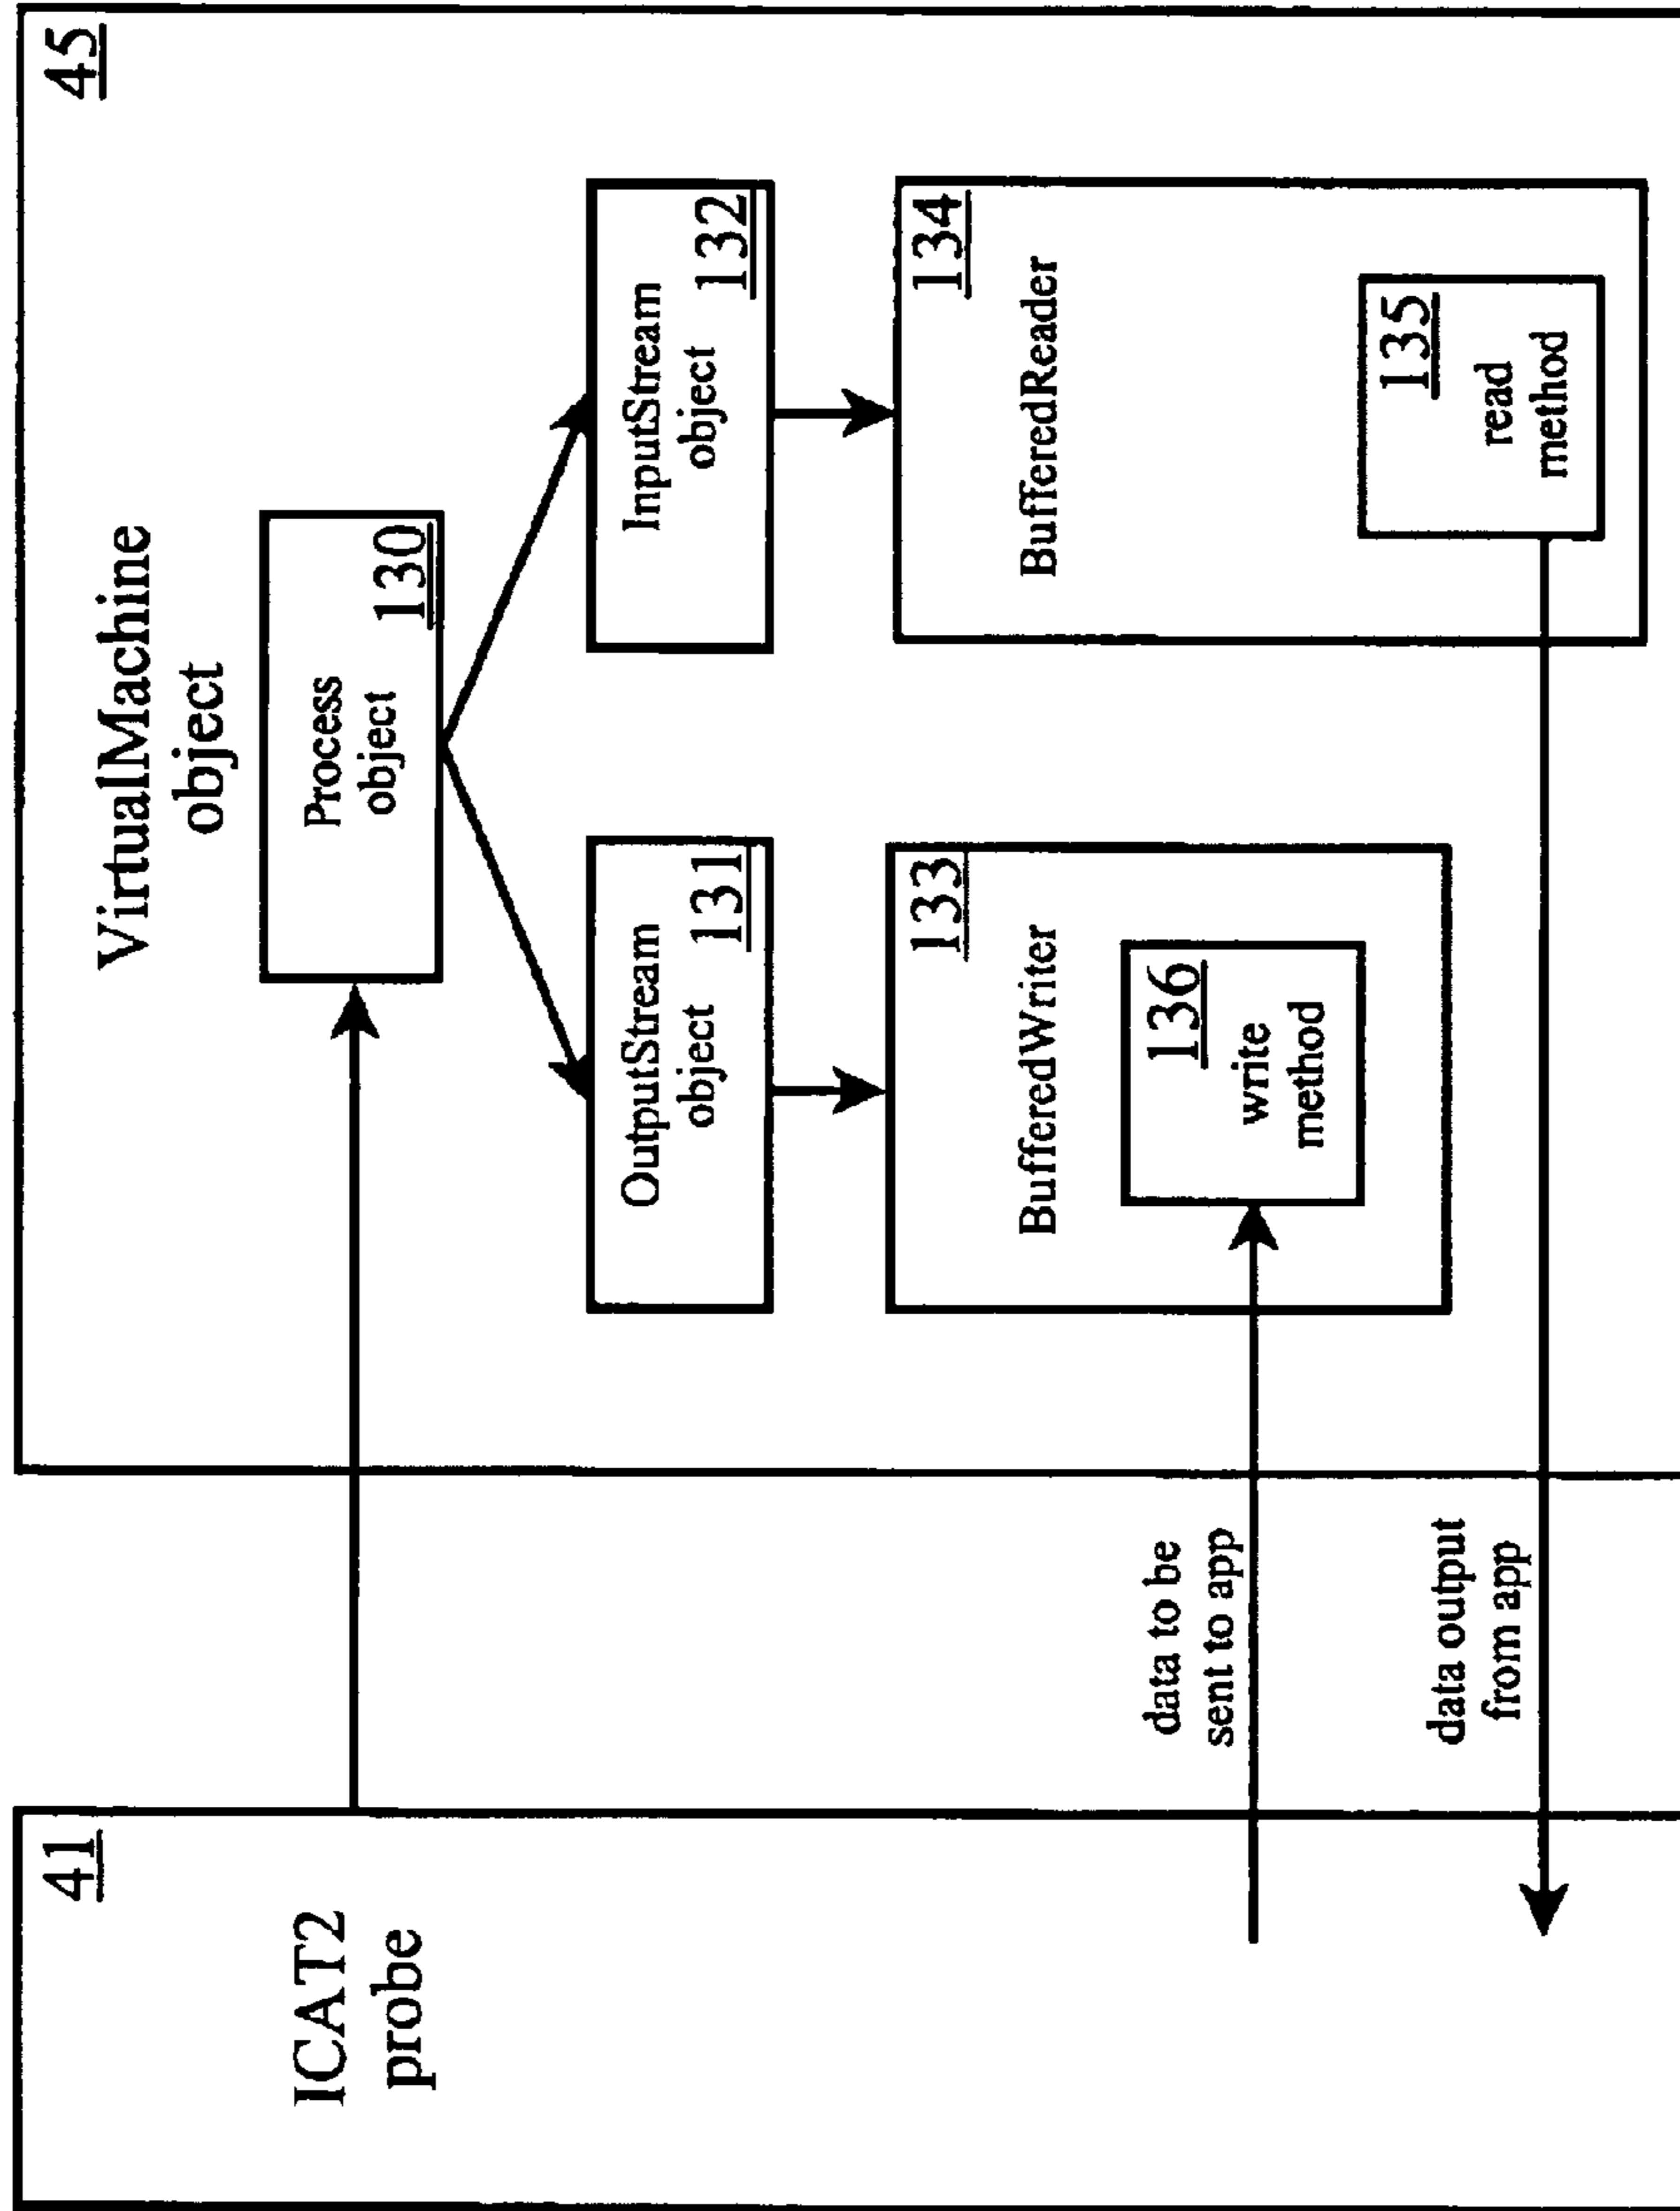 41
ICAT2
probe
data to be
sent to app
data output
from app
45
VirtualMachine
object
Process
object
130
OutputStream
object
131
InputStream
object
132
133
BufferedWriter
136
write
method
134
BufferedReader
135
read
method